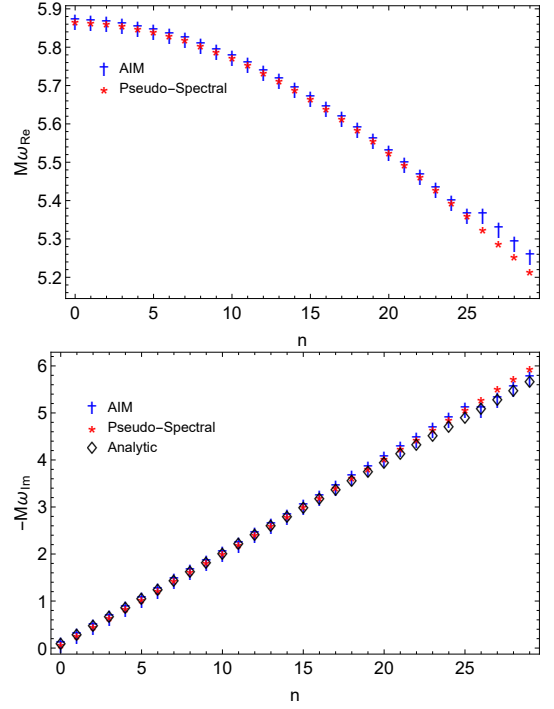 5.9
5.8
5.7
5.6
5.5
5.4
5.3
5.2
MωRe
AIM
Pseudo-Spectral
0 5 10 15 20 25
n
6
5
4
3
2
1
0
-MωIm
AIM
Pseudo-Spectral
Analytic
0 5 10 15 20 25
n